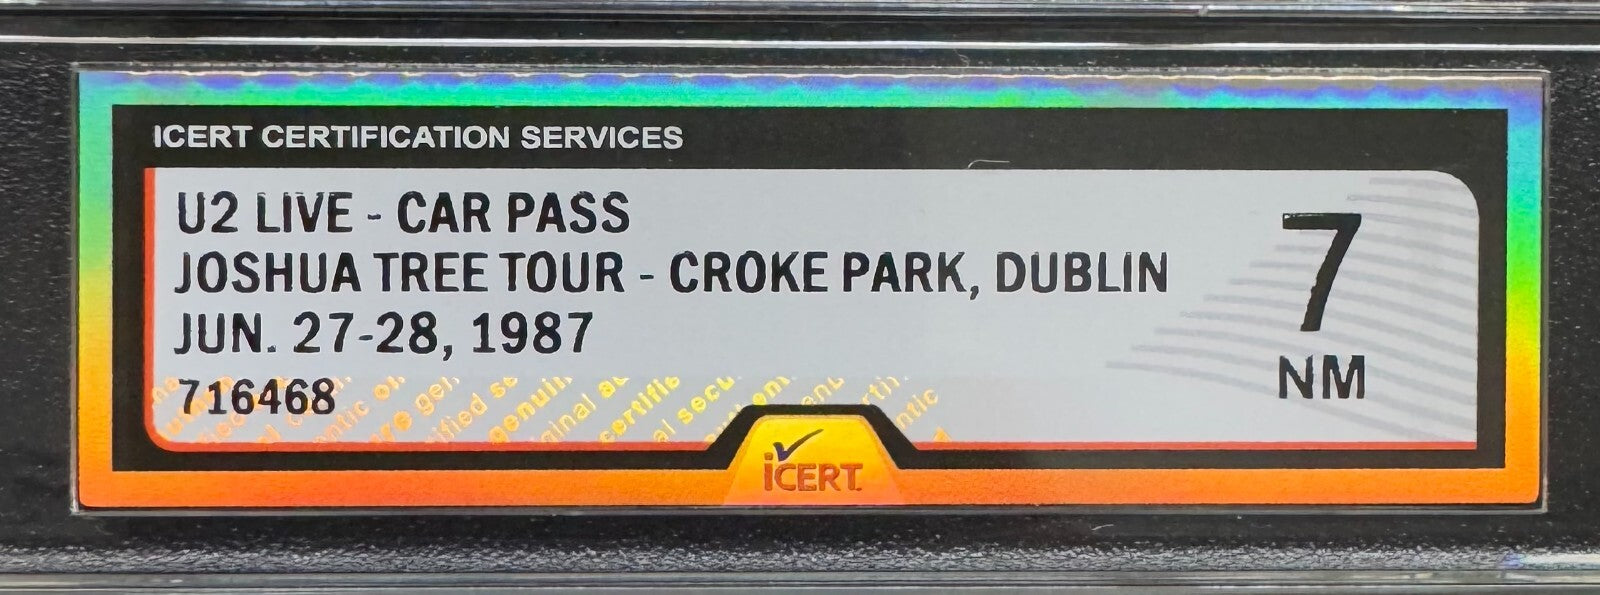 ICERT CERTIFICATION SERVICES
U2 LIVE - CAR PASS
JOSHUA TREE TOUR - CROKE PARK, DUBLIN
JUN. 27-28, 1987
716468
7
NM
iCERT